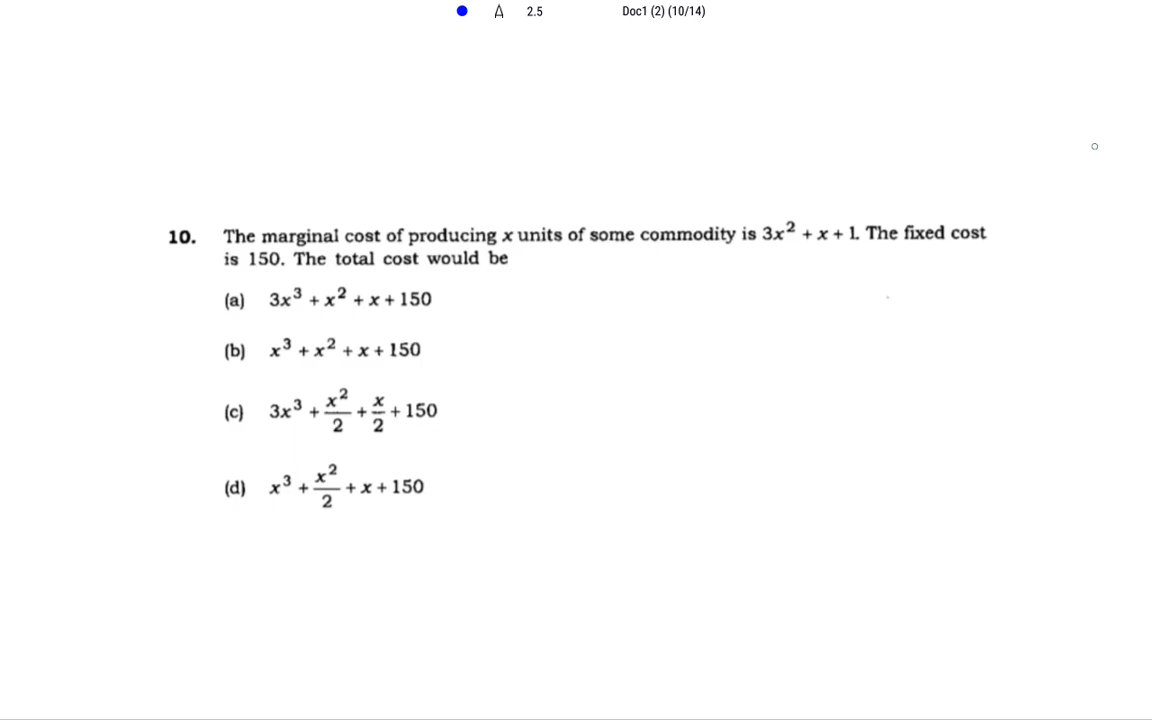 2.5 Doc1 (2) (10/14)
10. The marginal cost of producing x units of some commodity is 3x² + x + 1. The fixed cost
is 150. The total cost would be
(a) 3x³ + x² + x + 150
(b) x³ + x² + x + 150
(c) 3x³ + x²/2 + x/2 + 150
(d) x³ + x²/2 + x + 150